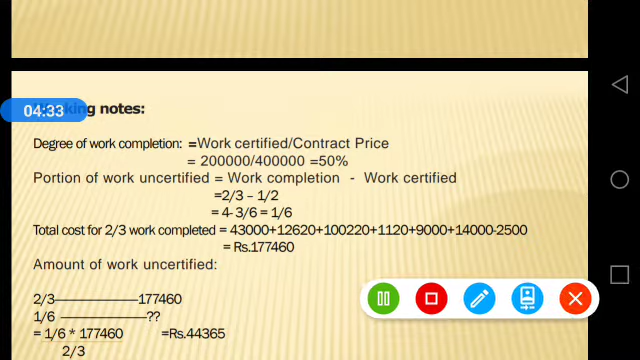 04:33
king notes:
Degree of work completion: =Work certified/Contract Price
= 200000/400000 =50%
Portion of work uncertified = Work completion - Work certified
=2/3 – 1/2
= 4- 3/6 = 1/6
Total cost for 2/3 work completed = 43000+12620+100220+1120+9000+14000-2500
= Rs.177460
Amount of work uncertified:
2/3——————177460
1/6 ——————??
= 1/6 * 177460 =Rs.44365
2/3